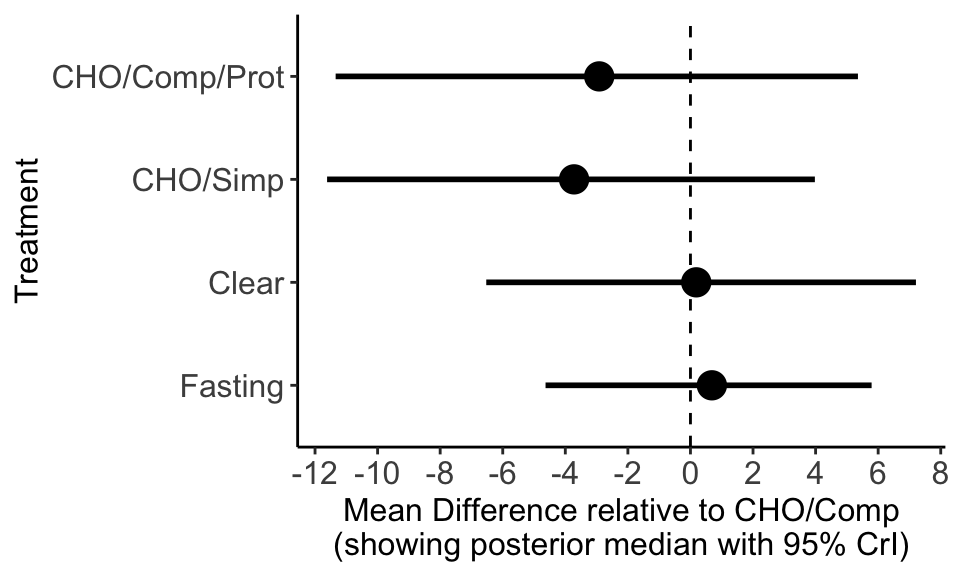 Treatment
CHO/Comp/Prot
CHO/Simp
Clear
Fasting
-12 -10 -8 -6 -4 -2 0 2 4 6 8
Mean Difference relative to CHO/Comp
(showing posterior median with 95% CrI)